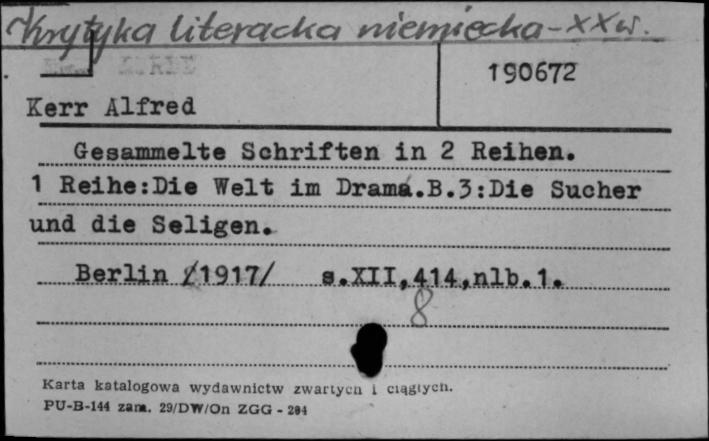 Krytyka literacka niemiecka - XX w.
190672
Kerr Alfred
Gesammelte Schriften in 2 Reihen.
1 Reihe:Die Welt im Drama.B.3:Die Sucher
und die Seligen.
Berlin /1917/ s.XII,414,nlb.1.
8
Karta katalogowa wydawnictw zwartych i ciągłych.
PU-B-144 zam. 29/DW/On ZGG - 284